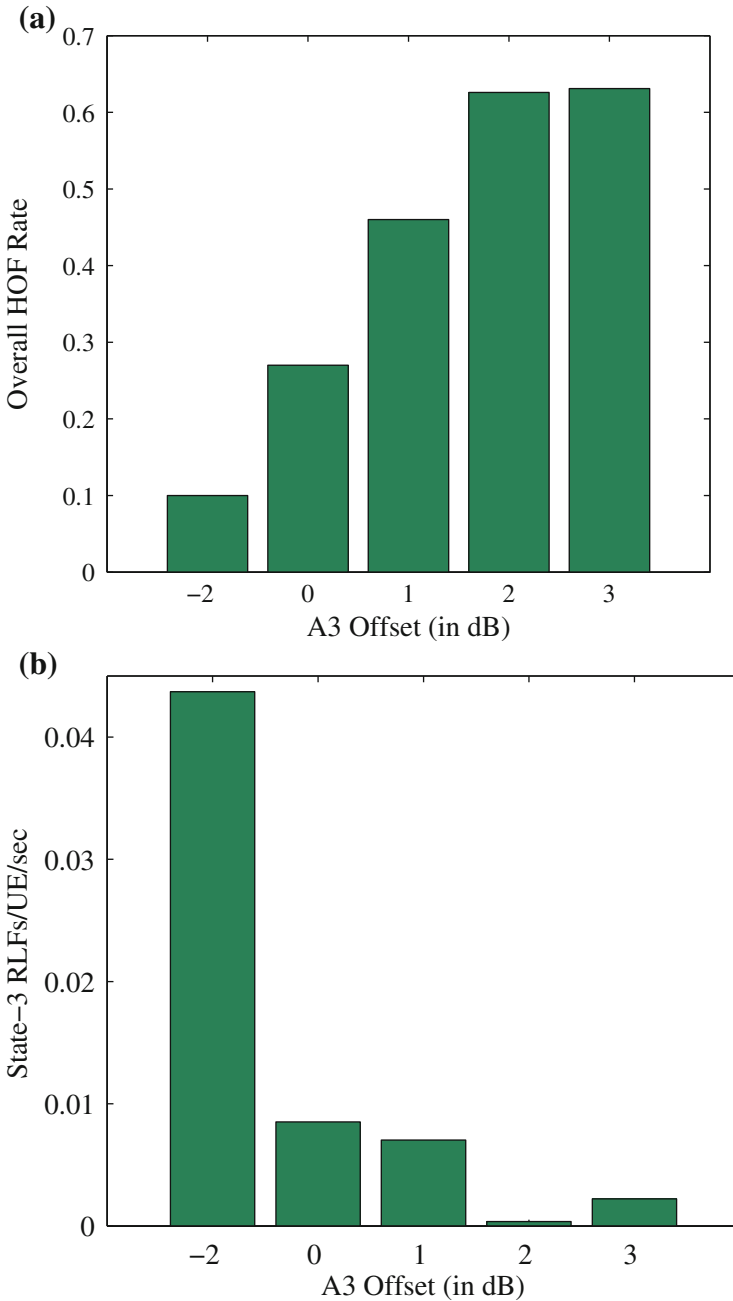 (a)
0.7
0.6
0.5
0.4
0.3
0.2
0.1
0
Overall HOF Rate
−2 0 1 2 3
A3 Offset (in dB)
(b)
0.04
0.03
0.02
0.01
0
State−3 RLFs/UE/sec
−2 0 1 2 3
A3 Offset (in dB)